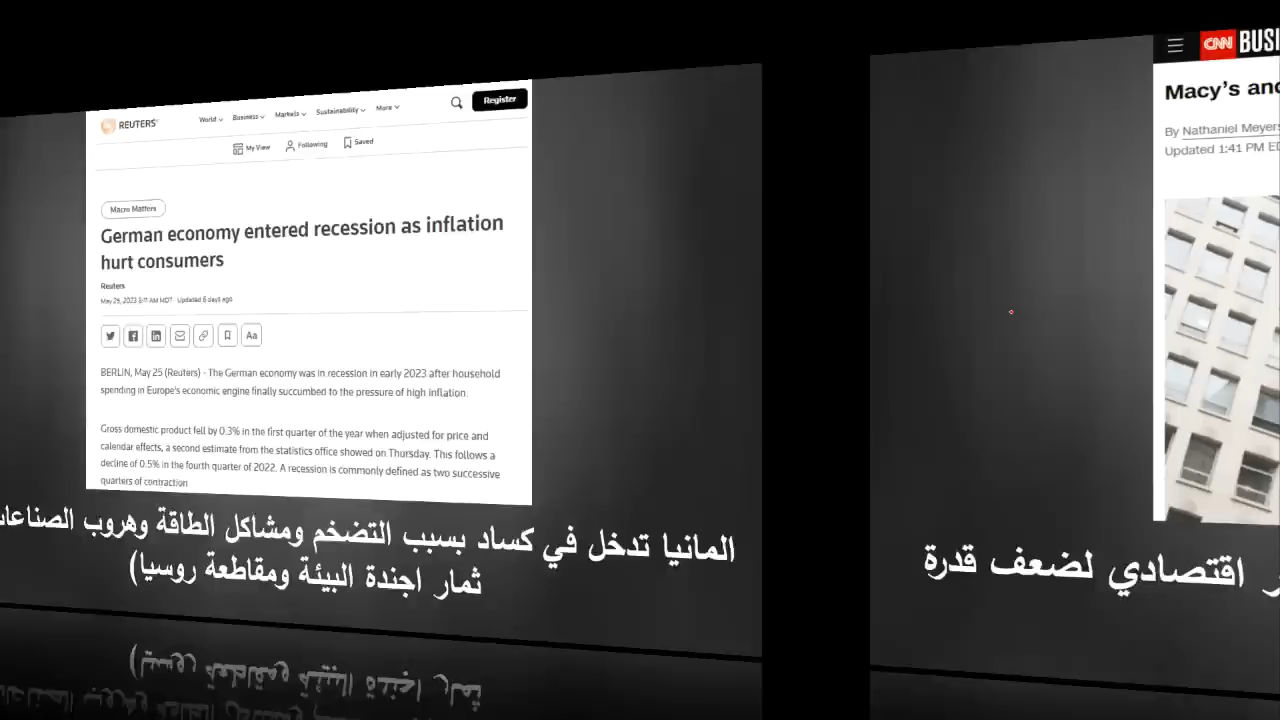 REUTERS
World Business Markets Sustainability More
Register
My View Following Saved
Macro Matters
German economy entered recession as inflation
hurt consumers
Reuters
May 25, 2023 8:11 AM MDT · Updated 6 days ago
Aa
BERLIN, May 25 (Reuters) - The German economy was in recession in early 2023 after household
spending in Europe's economic engine finally succumbed to the pressure of high inflation.
Gross domestic product fell by 0.3% in the first quarter of the year when adjusted for price and
calendar effects, a second estimate from the statistics office showed on Thursday. This follows a
decline of 0.5% in the fourth quarter of 2022. A recession is commonly defined as two successive
quarters of contraction
المانيا تدخل في كساد بسبب التضخم ومشاكل الطاقة وهروب
ثمار اجندة البيئة ومقاطعة روسيا)
CNN
Macy's and
By Nathaniel
Updated 1:41 PM
اقتصادي لضعف قدرة